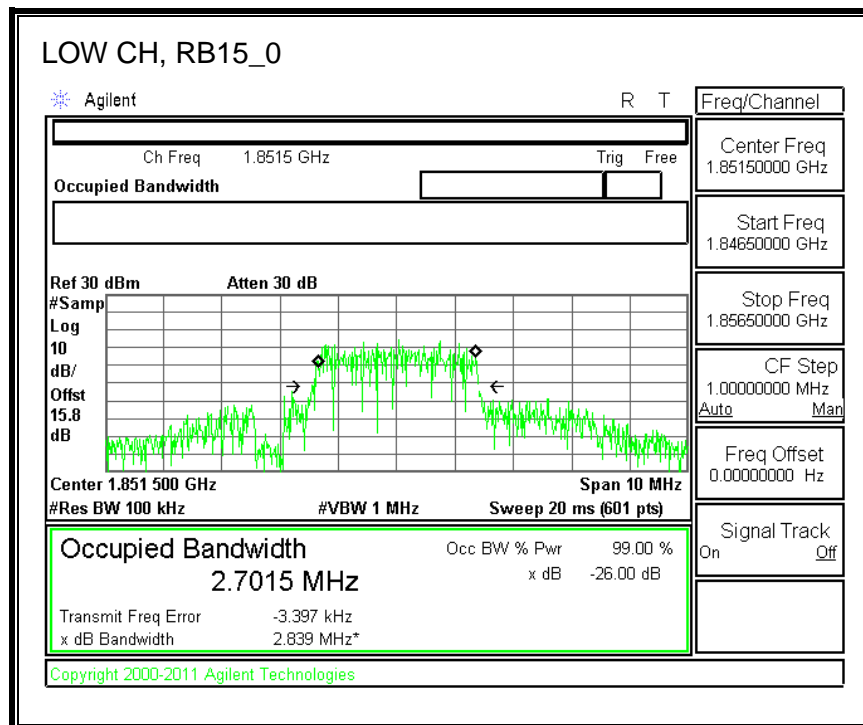 LOW CH, RB15_0
Agilent R T
Freq/Channel
Ch Freq 1.8515 GHz Trig Free
Occupied Bandwidth
Center Freq
1.85150000 GHz
Start Freq
1.84650000 GHz
Stop Freq
1.85650000 GHz
CF Step
1.00000000 MHz
Auto Man
Freq Offset
0.00000000 Hz
Signal Track
On Off
Ref 30 dBm Atten 30 dB
#Samp
Log
10
dB/
Offst
15.8
dB
Center 1.851 500 GHz Span 10 MHz
#Res BW 100 kHz #VBW 1 MHz Sweep 20 ms (601 pts)
Occupied Bandwidth
2.7015 MHz
Occ BW % Pwr 99.00 %
x dB -26.00 dB
Transmit Freq Error -3.397 kHz
x dB Bandwidth 2.839 MHz*
Copyright 2000-2011 Agilent Technologies